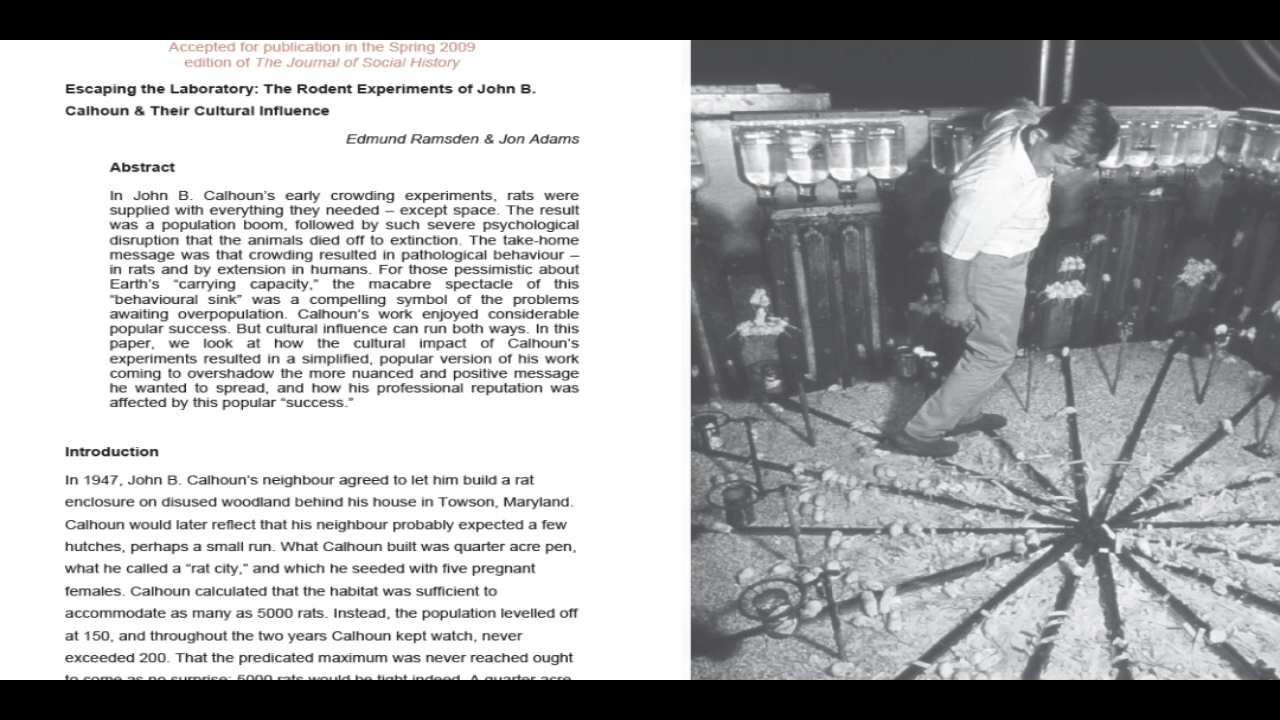 Accepted for publication in the Spring 2009
edition of The Journal of Social History
Escaping the Laboratory: The Rodent Experiments of John B.
Calhoun & Their Cultural Influence
Edmund Ramsden & Jon Adams
Abstract
In John B. Calhoun's early crowding experiments, rats were
supplied with everything they needed – except space. The result
was a population boom, followed by such severe psychological
disruption that the animals died off to extinction. The take-home
message was that crowding resulted in pathological behaviour –
in rats and by extension in humans. For those pessimistic about
Earth's “carrying capacity,” the macabre spectacle of this
“behavioural sink” was a compelling symbol of the problems
awaiting overpopulation. Calhoun's work enjoyed considerable
popular success. But cultural influence can run both ways. In this
paper, we look at how the cultural impact of Calhoun's
experiments resulted in a simplified, popular version of his work
coming to overshadow the more nuanced and positive message
he wanted to spread, and how his professional reputation was
affected by this popular “success.”
Introduction
In 1947, John B. Calhoun's neighbour agreed to let him build a rat
enclosure on disused woodland behind his house in Towson, Maryland.
Calhoun would later reflect that his neighbour probably expected a few
hutches, perhaps a small run. What Calhoun built was quarter acre pen,
what he called a “rat city,” and which he seeded with five pregnant
females. Calhoun calculated that the habitat was sufficient to
accommodate as many as 5000 rats. Instead, the population levelled off
at 150, and throughout the two years Calhoun kept watch, never
exceeded 200. That the predicated maximum was never reached ought
to come as no surprise: 5000 rats would be tight indeed. A quarter acre